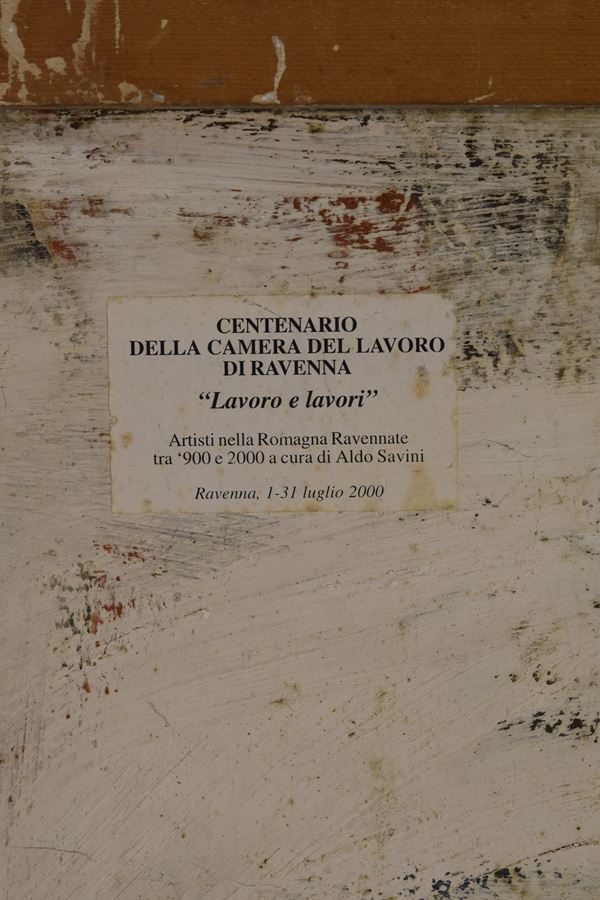 CENTENARIO
DELLA CAMERA DEL LAVORO
DI RAVENNA
“Lavoro e lavori”
Artisti nella Romagna Ravennate
tra ‘900 e 2000 a cura di Aldo Savini
Ravenna, 1-31 luglio 2000